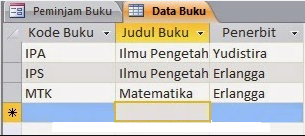 Peminjam Buku Data Buku
Kode Buku Judul Buku Penerbit
IPA Ilmu Pengetah Yudistira
IPS Ilmu Pengetah Erlangga
MTK Matematika Erlangga
*